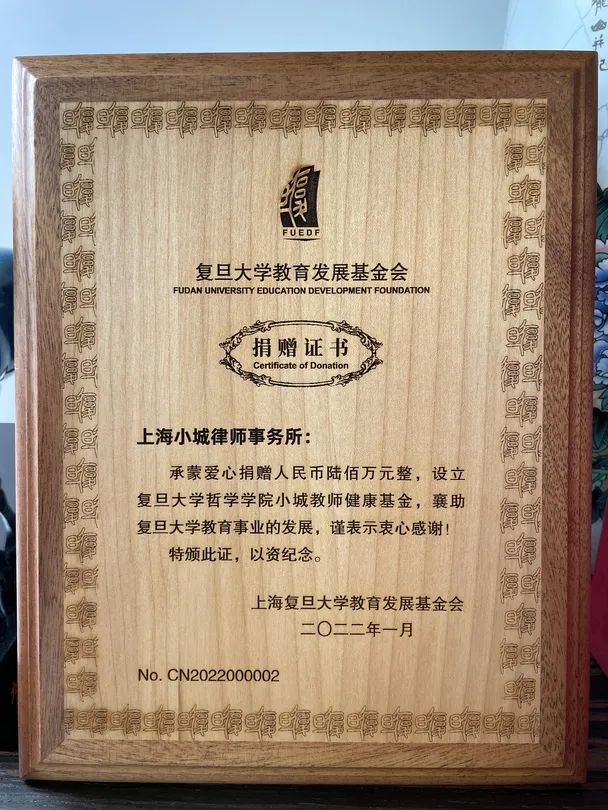 FUEDF
复旦大学教育发展基金会
FUDAN UNIVERSITY EDUCATION DEVELOPMENT FOUNDATION
捐赠证书
Certificate of Donation
上海小城律师事务所：
承蒙爱心捐赠人民币陆佰万元整，设立
复旦大学哲学学院小城教师健康基金，襄助
复旦大学教育事业的发展，谨表示衷心感谢！
特颁此证，以资纪念。
上海复旦大学教育发展基金会
二〇二二年一月
No. CN2022000002